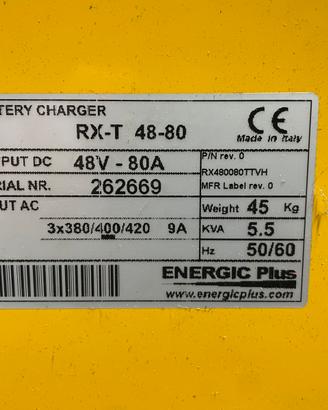 TERY CHARGER
RX-T 48-80
CE
Made in Italy
PUT DC 48V - 80A
P/N rev. 0
RX480080TTVH
RIAL NR. 262669
MFR Label rev. 0
UT AC
Weight 45 Kg
3x380/400/420 9A
KVA 5.5
Hz 50/60
ENERGIC Plus
www.energicplus.com